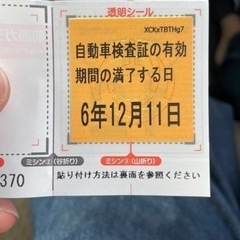 透明シール
XCKxTBTHg7
自動車検査証の有効
期間の満了する日
6年12月11日
ミシン②(谷折り)
ミシン①(山折り)
370
貼り付け方法は裏面を参照ください